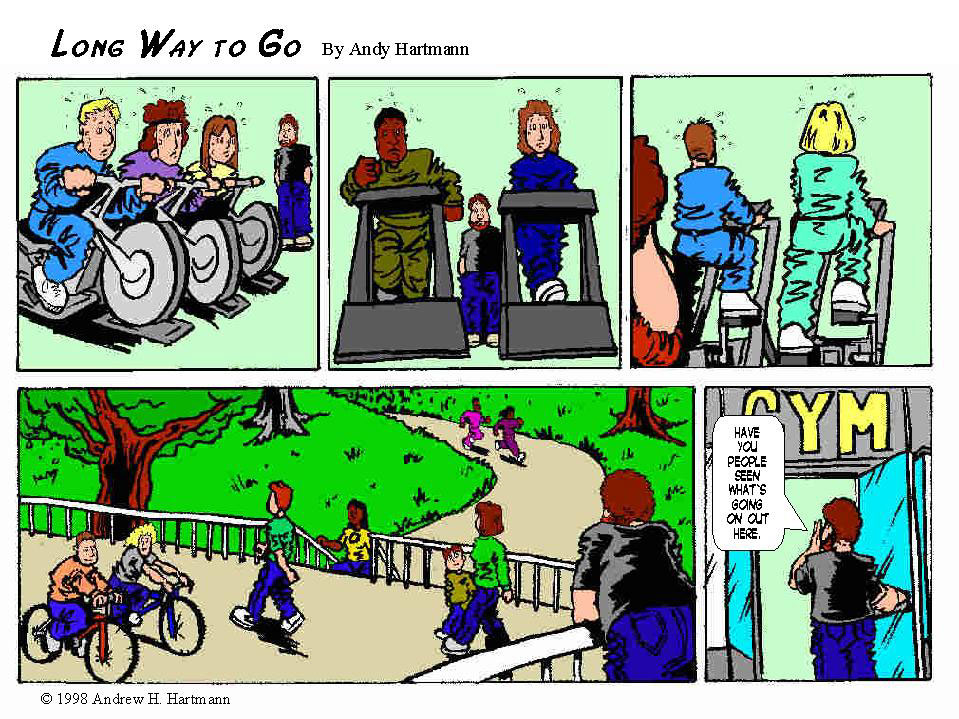 LONG WAY TO GO By Andy Hartmann
GYM
HAVE
YOU
PEOPLE
SEEN
WHAT'S
GOING
ON OUT
HERE.
© 1998 Andrew H. Hartmann